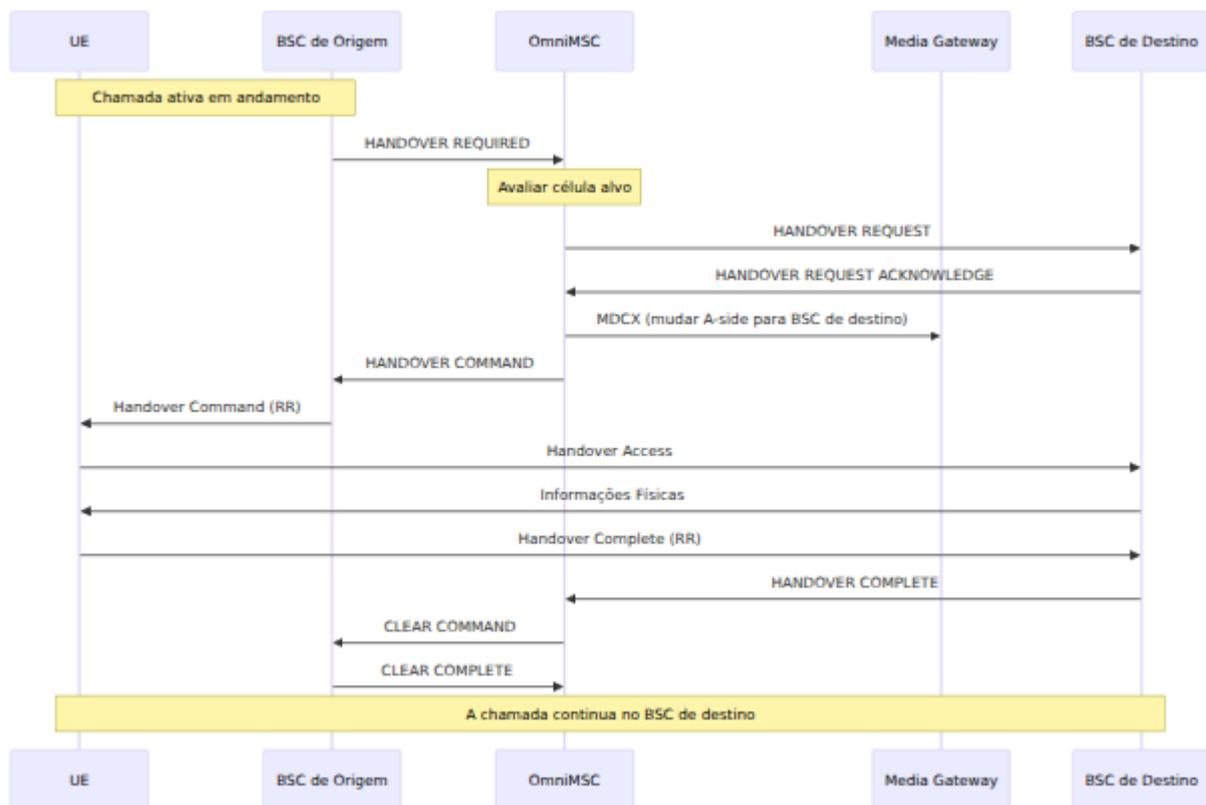 UE
BSC de Origem
OmniMSC
Media Gateway
BSC de Destino
Chamada ativa em andamento
HANDOVER REQUIRED
Avaliar célula alvo
HANDOVER REQUEST
HANDOVER REQUEST ACKNOWLEDGE
MDCX (mudar A-side para BSC de destino)
HANDOVER COMMAND
Handover Command (RR)
Handover Access
Informações Físicas
Handover Complete (RR)
HANDOVER COMPLETE
CLEAR COMMAND
CLEAR COMPLETE
A chamada continua no BSC de destino
UE
BSC de Origem
OmniMSC
Media Gateway
BSC de Destino